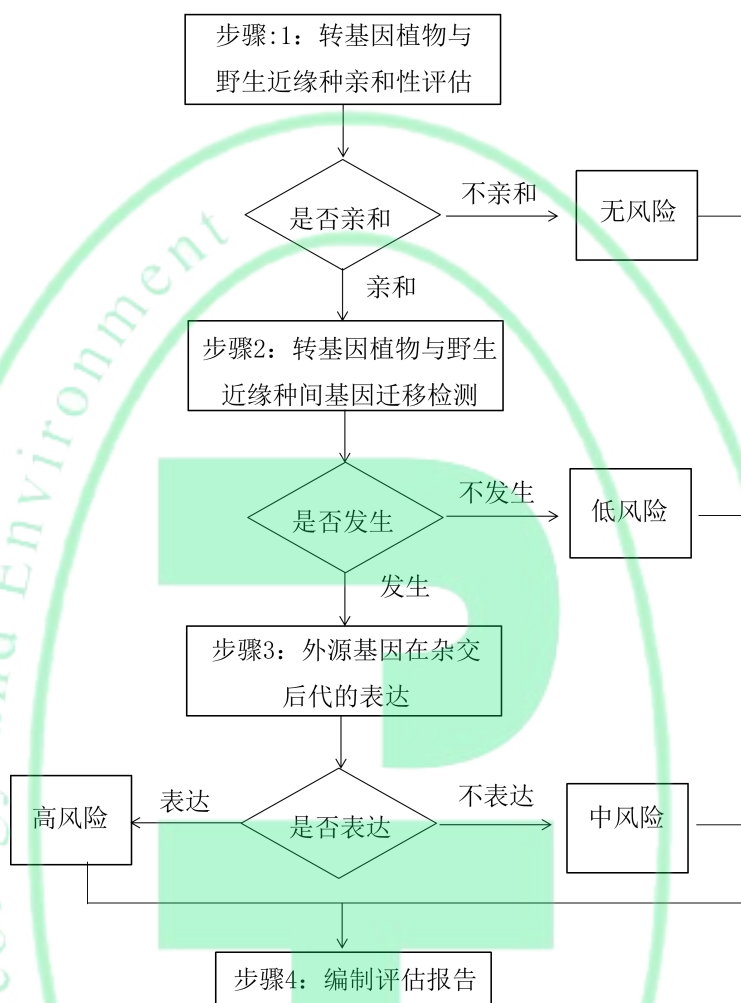 步骤:1：转基因植物与
野生近缘种亲和性评估
是否亲和
不亲和
无风险
亲和
步骤2：转基因植物与野生
近缘种间基因迁移检测
是否发生
不发生
低风险
发生
步骤3：外源基因在杂交
后代的表达
高风险
表达
是否表达
不表达
中风险
步骤4：编制评估报告
Environment